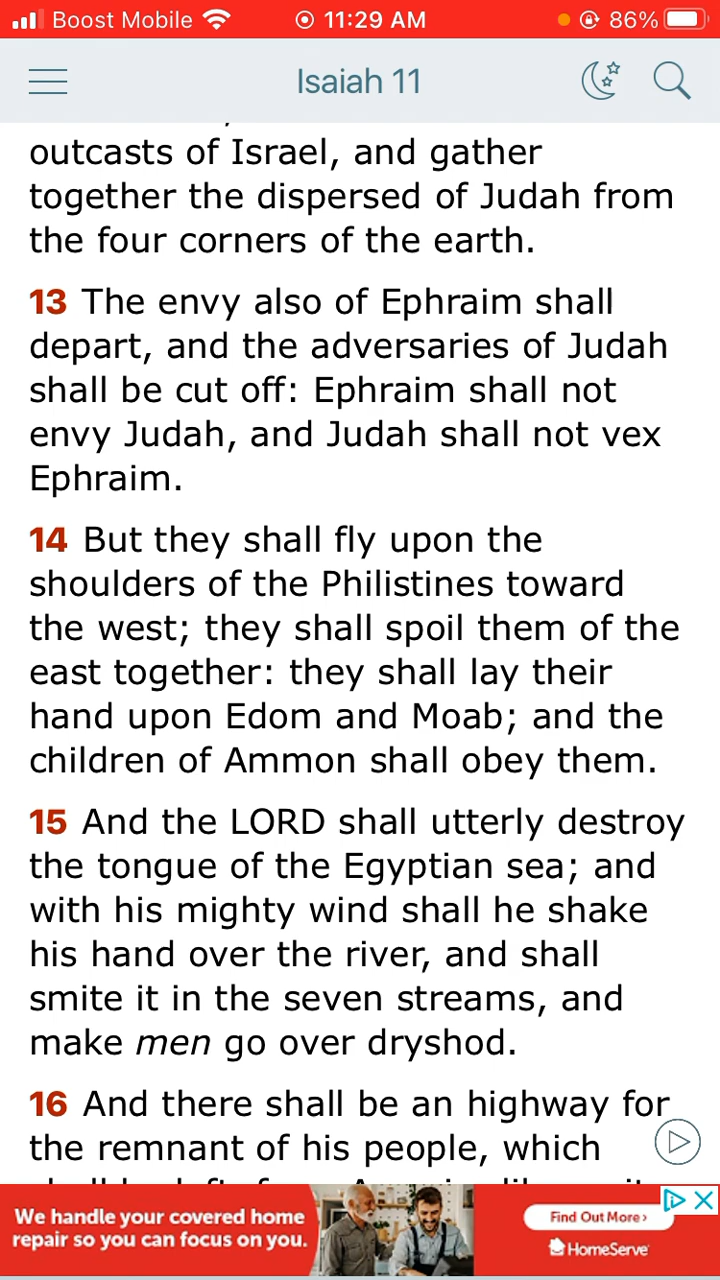 Boost Mobile 11:29 AM 86%
Isaiah 11
outcasts of Israel, and gather
together the dispersed of Judah from
the four corners of the earth.
13 The envy also of Ephraim shall
depart, and the adversaries of Judah
shall be cut off: Ephraim shall not
envy Judah, and Judah shall not vex
Ephraim.
14 But they shall fly upon the
shoulders of the Philistines toward
the west; they shall spoil them of the
east together: they shall lay their
hand upon Edom and Moab; and the
children of Ammon shall obey them.
15 And the LORD shall utterly destroy
the tongue of the Egyptian sea; and
with his mighty wind shall he shake
his hand over the river, and shall
smite it in the seven streams, and
make men go over dryshod.
16 And there shall be an highway for
the remnant of his people, which
We handle your covered home
repair so you can focus on you.
Find Out More ›
HomeServe